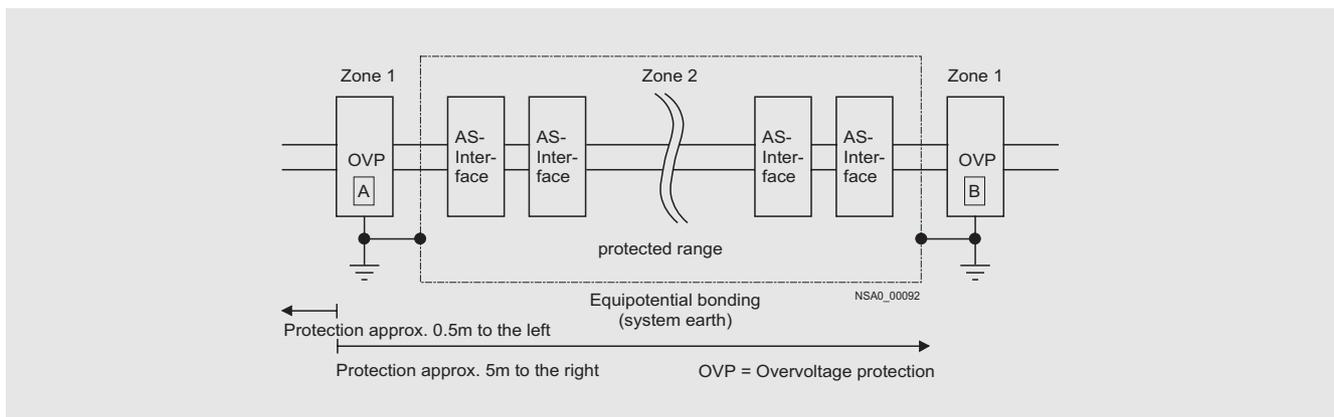 Zone 1
Zone 2
Zone 1
OVP
A
AS-
Inter-
face
AS-
Inter-
face
AS-
Inter-
face
AS-
Inter-
face
OVP
B
protected range
NSA0_00092
Equipotential bonding
(system earth)
Protection approx. 0.5m to the left
Protection approx. 5m to the right
OVP = Overvoltage protection